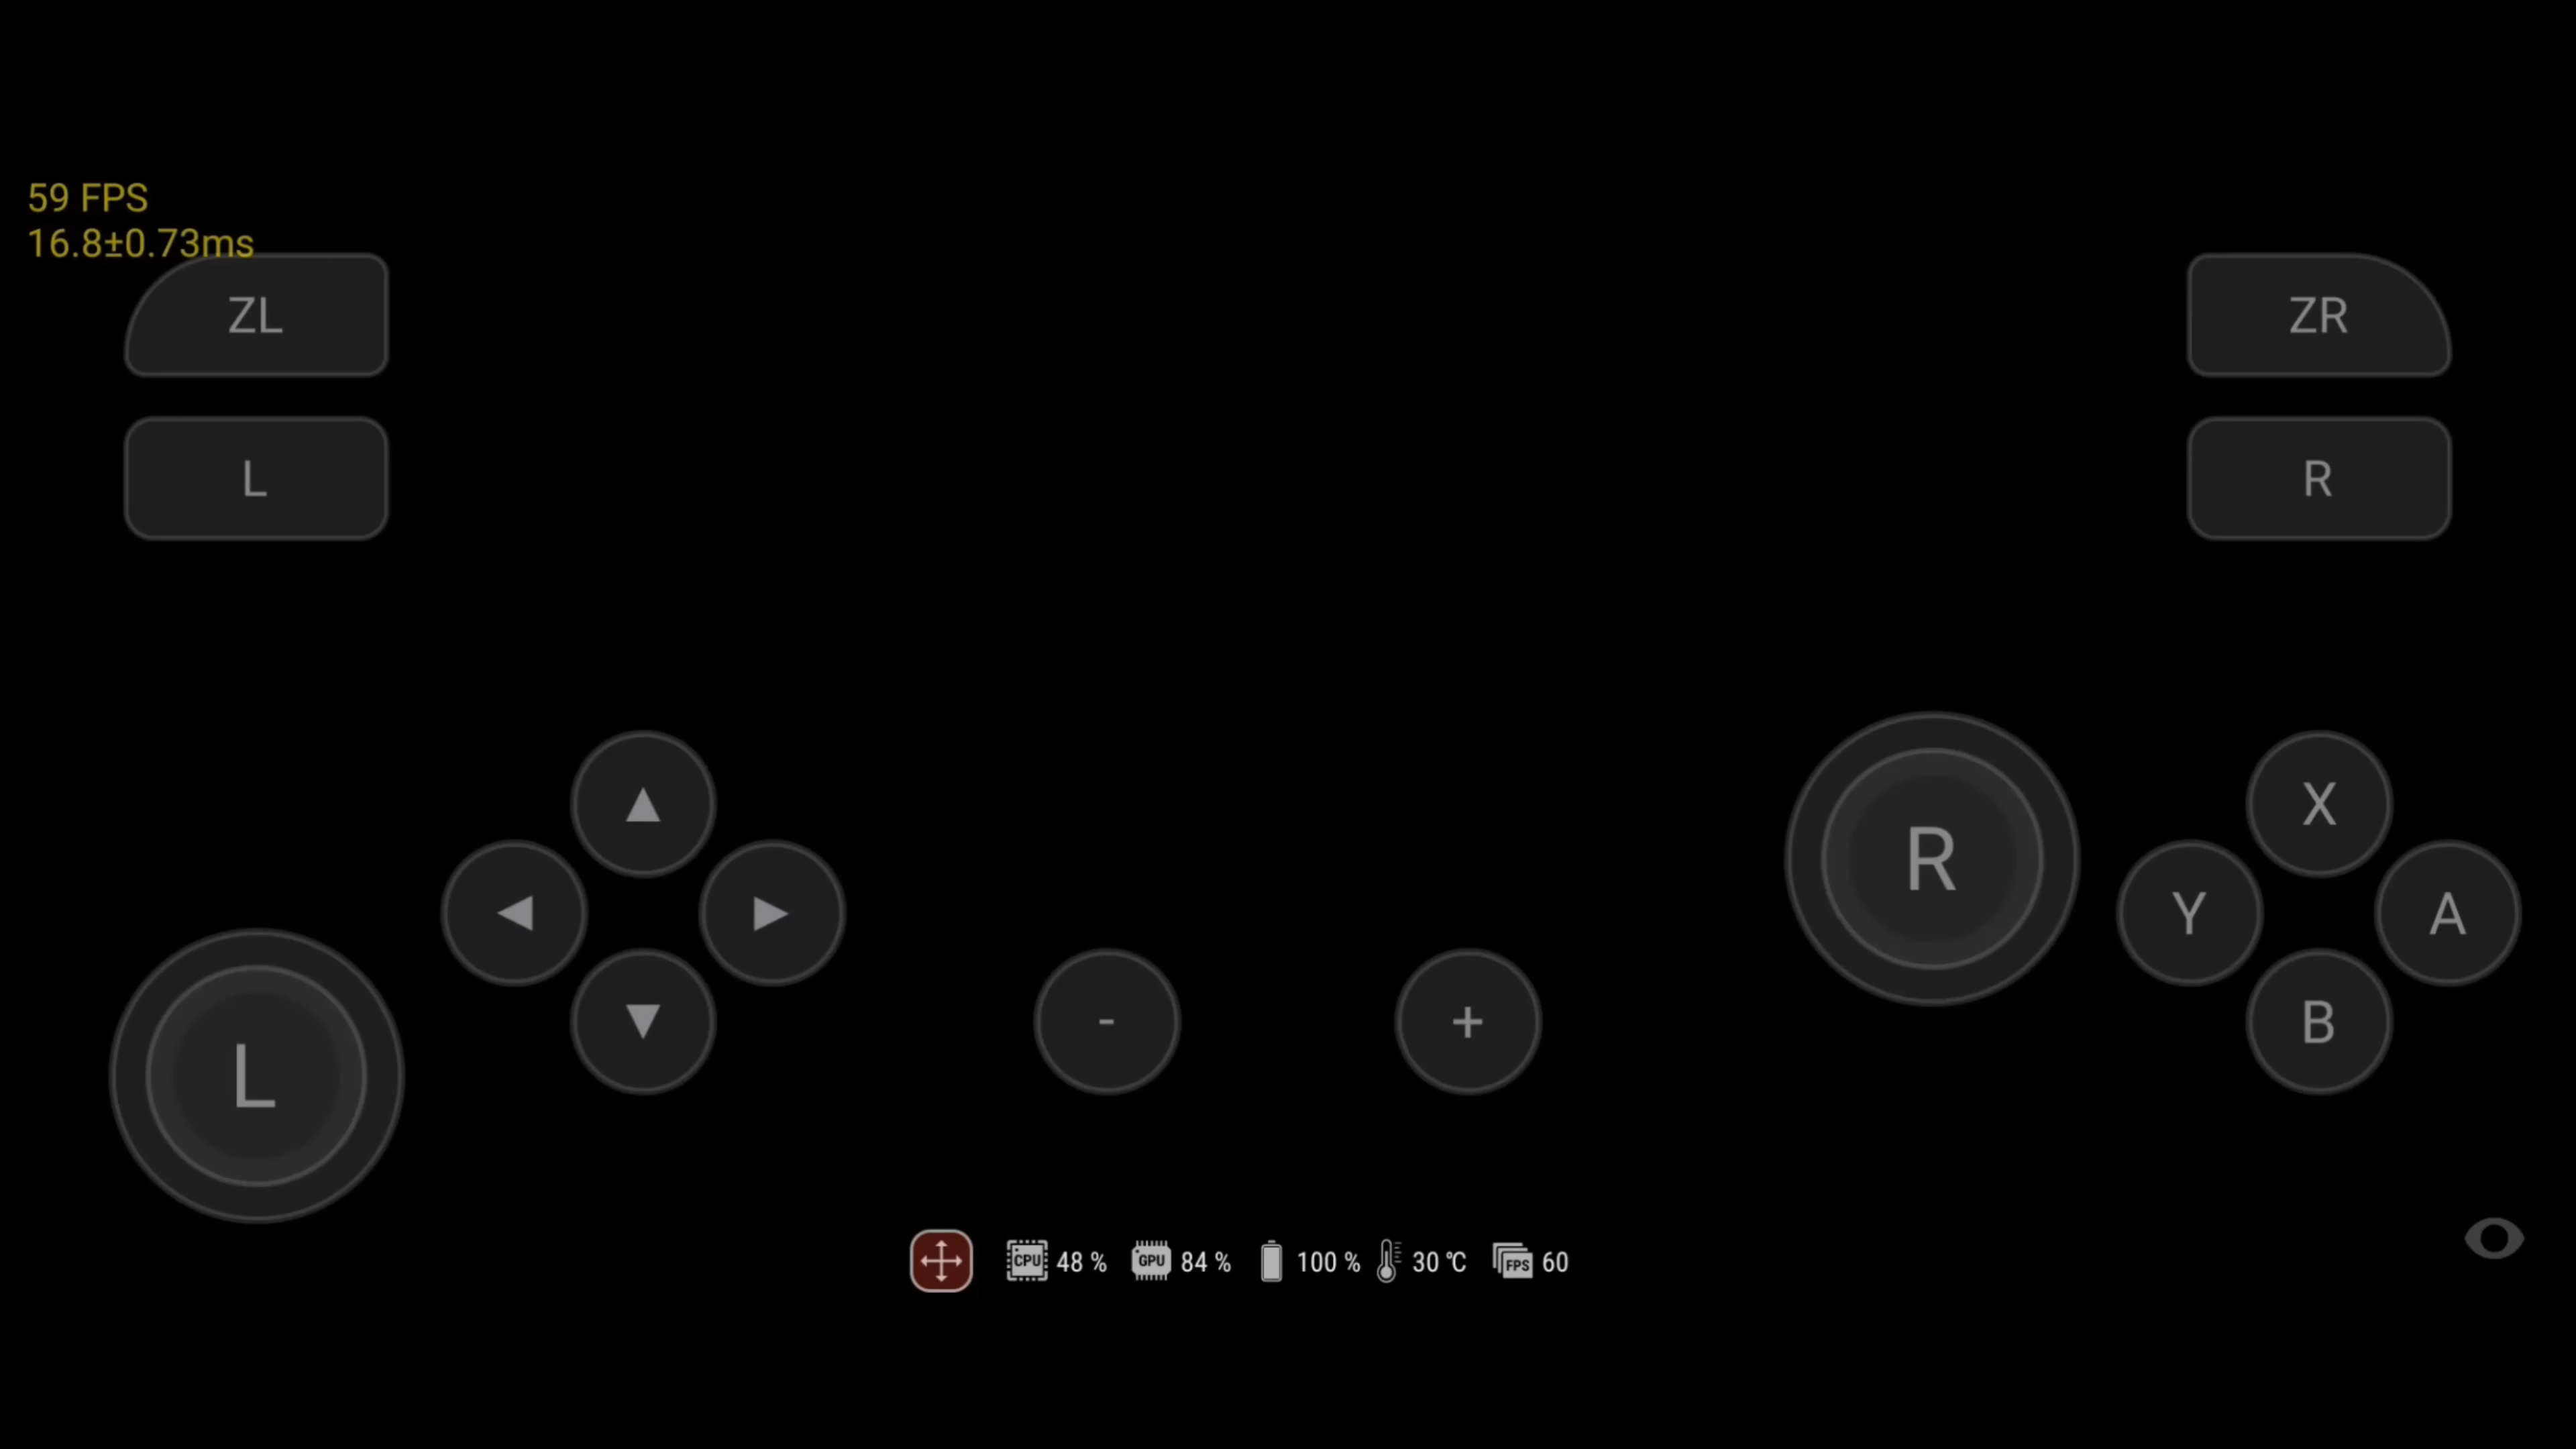 59 FPS
16.8±0.73ms
ZL
ZR
L
R
X
R
Y
A
- +
B
L
CPU 48 % GPU 84 % 100 % 30 ℃ FPS 60